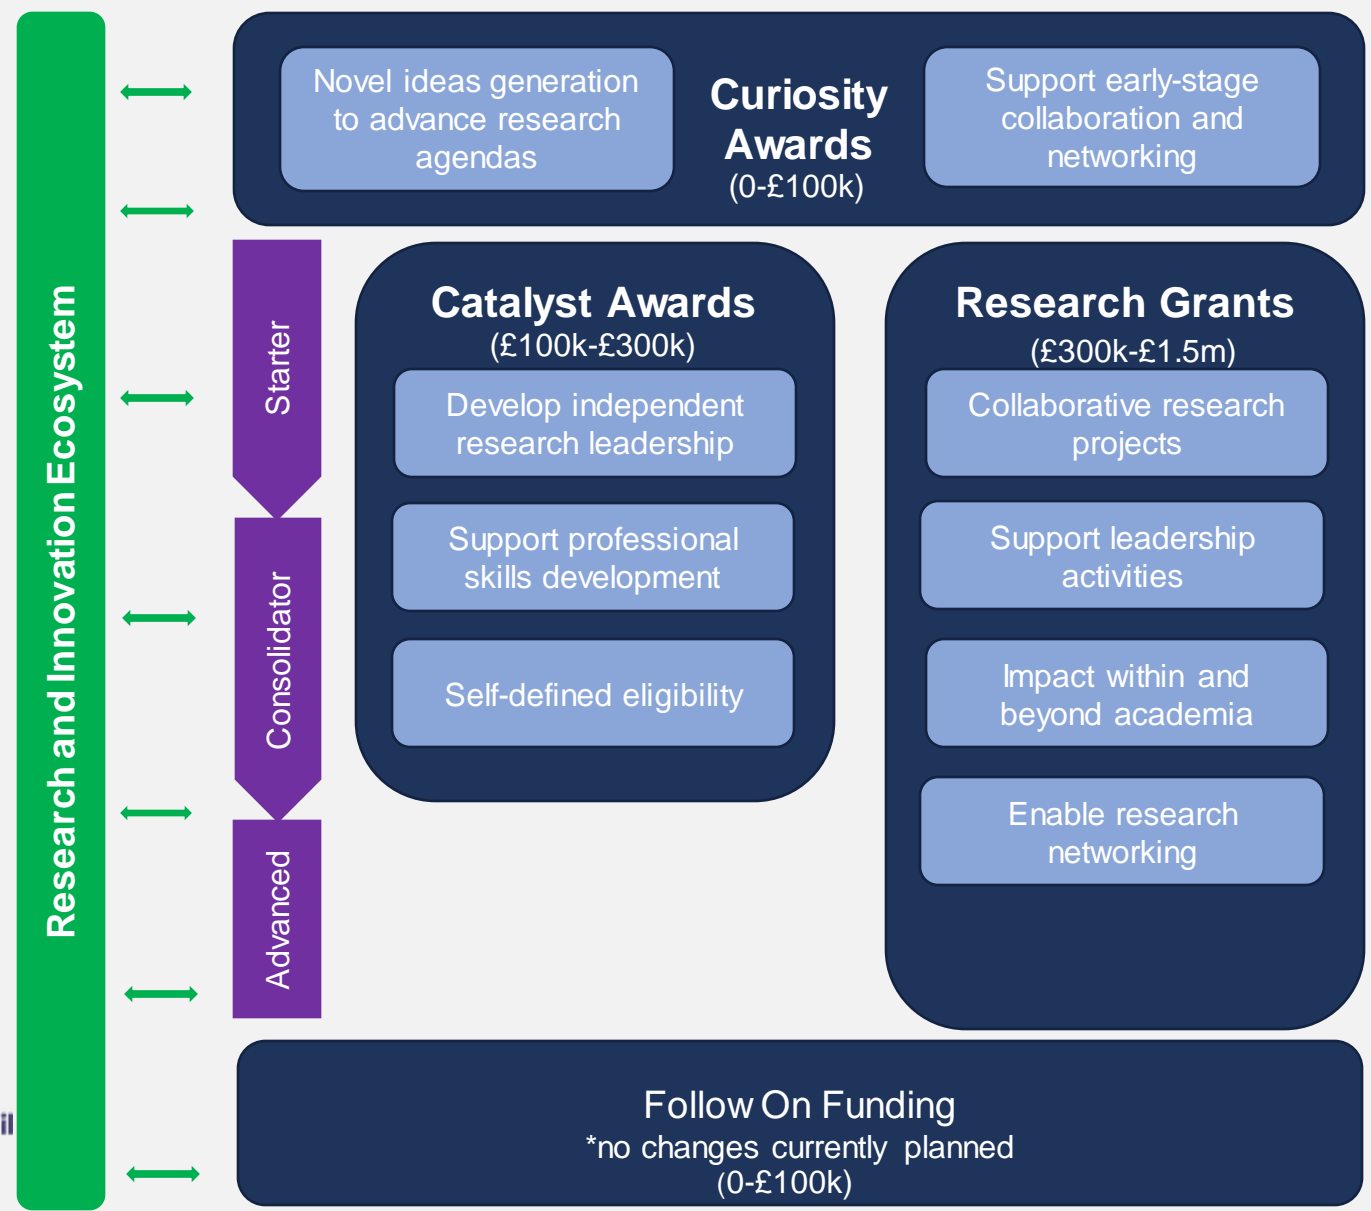 Research and Innovation Ecosystem
Novel ideas generation
to advance research
agendas
Curiosity
Awards
(0-£100k)
Support early-stage
collaboration and
networking
Starter
Consolidator
Advanced
Catalyst Awards
(£100k-£300k)
Develop independent
research leadership
Support professional
skills development
Self-defined eligibility
Research Grants
(£300k-£1.5m)
Collaborative research
projects
Support leadership
activities
Impact within and
beyond academia
Enable research
networking
Follow On Funding
*no changes currently planned
(0-£100k)
il